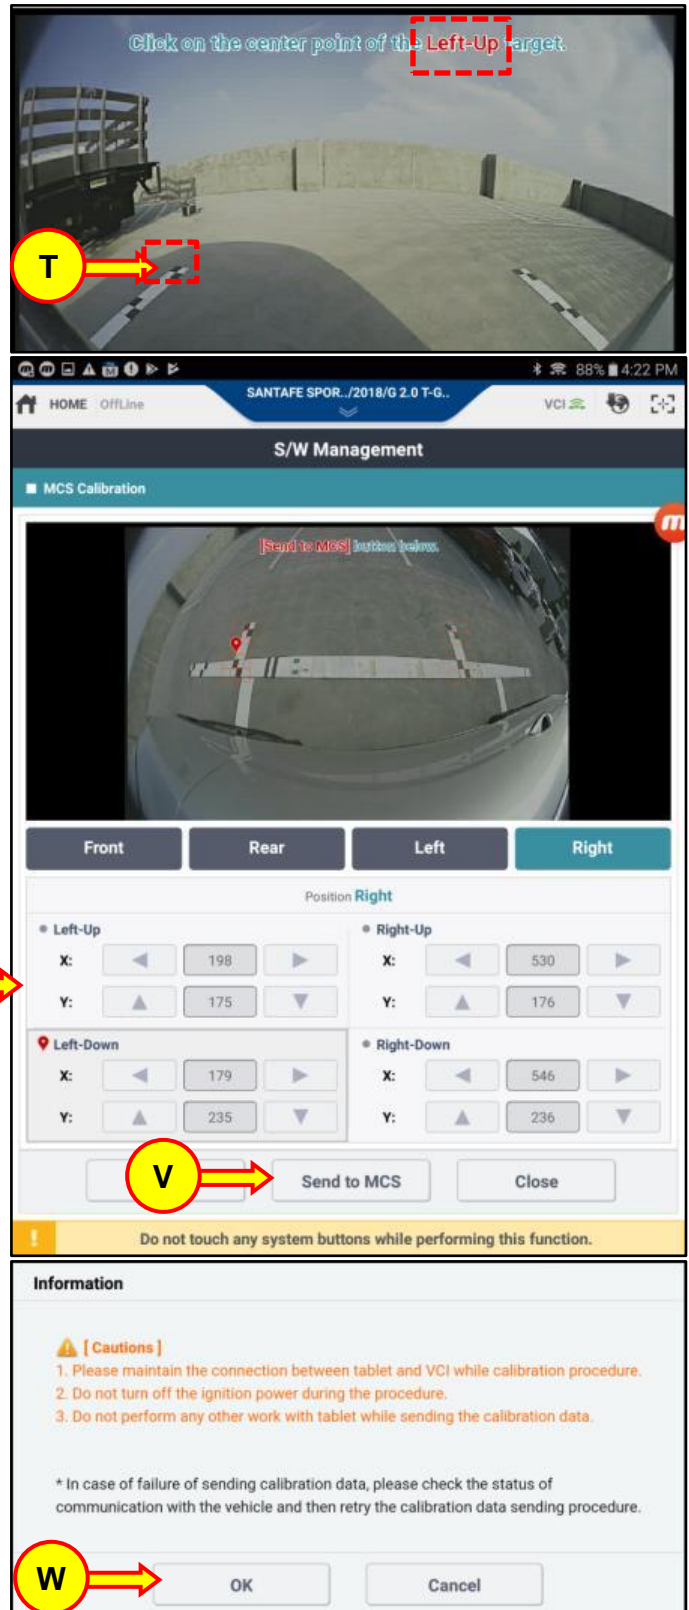 Click on the center point of the Left-Up Target.
T
88% 4:22 PM
HOME OffLine
SANTAFE SPOR../2018/G 2.0 T-G..
VCI
S/W Management
MCS Calibration
m
[Send to MCS] button below.
Front Rear Left Right
Position Right
Left-Up Right-Up
X: 198 X: 530
Y: 175 Y: 176
Left-Down Right-Down
X: 179 X: 546
Y: 235 Y: 236
V Send to MCS Close
! Do not touch any system buttons while performing this function.
Information
[ Cautions ]
1. Please maintain the connection between tablet and VCI while calibration procedure.
2. Do not turn off the ignition power during the procedure.
3. Do not perform any other work with tablet while sending the calibration data.
* In case of failure of sending calibration data, please check the status of
communication with the vehicle and then retry the calibration data sending procedure.
W OK Cancel